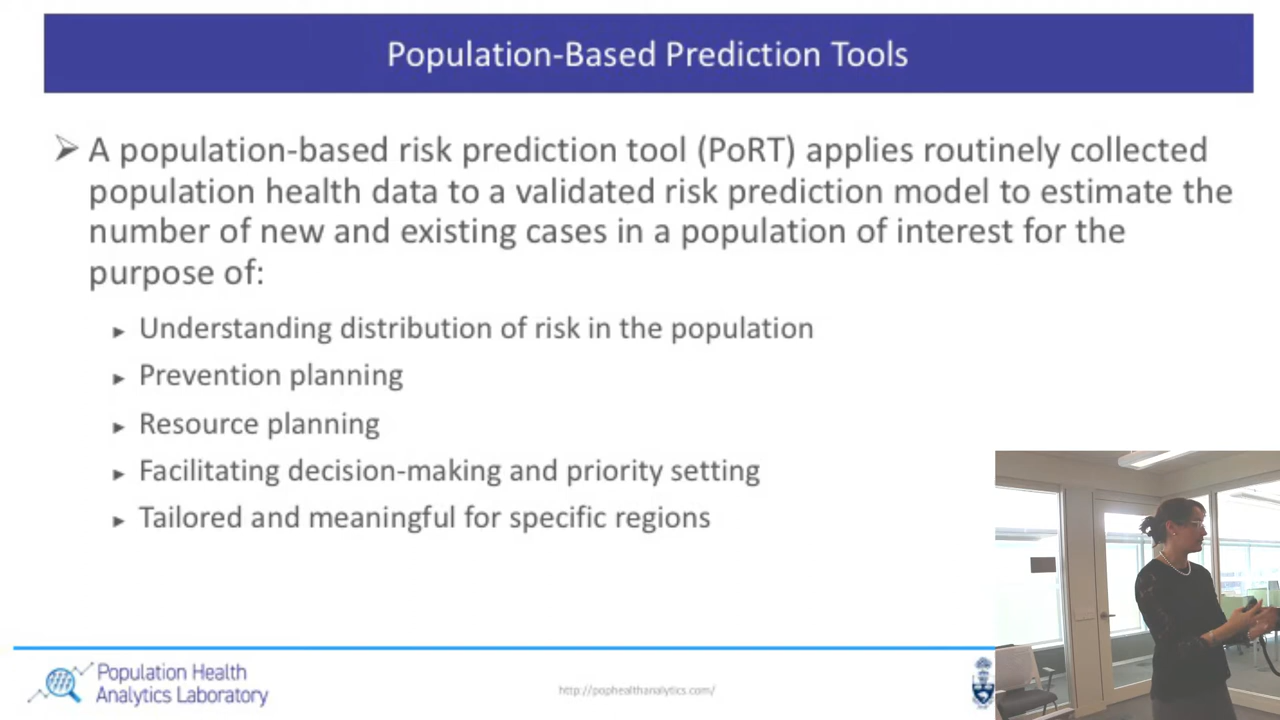 Population-Based Prediction Tools
A population-based risk prediction tool (PoRT) applies routinely collected
population health data to a validated risk prediction model to estimate the
number of new and existing cases in a population of interest for the
purpose of:
Understanding distribution of risk in the population
Prevention planning
Resource planning
Facilitating decision-making and priority setting
Tailored and meaningful for specific regions
Population Health
Analytics Laboratory
http://pophealthanalytics.com/